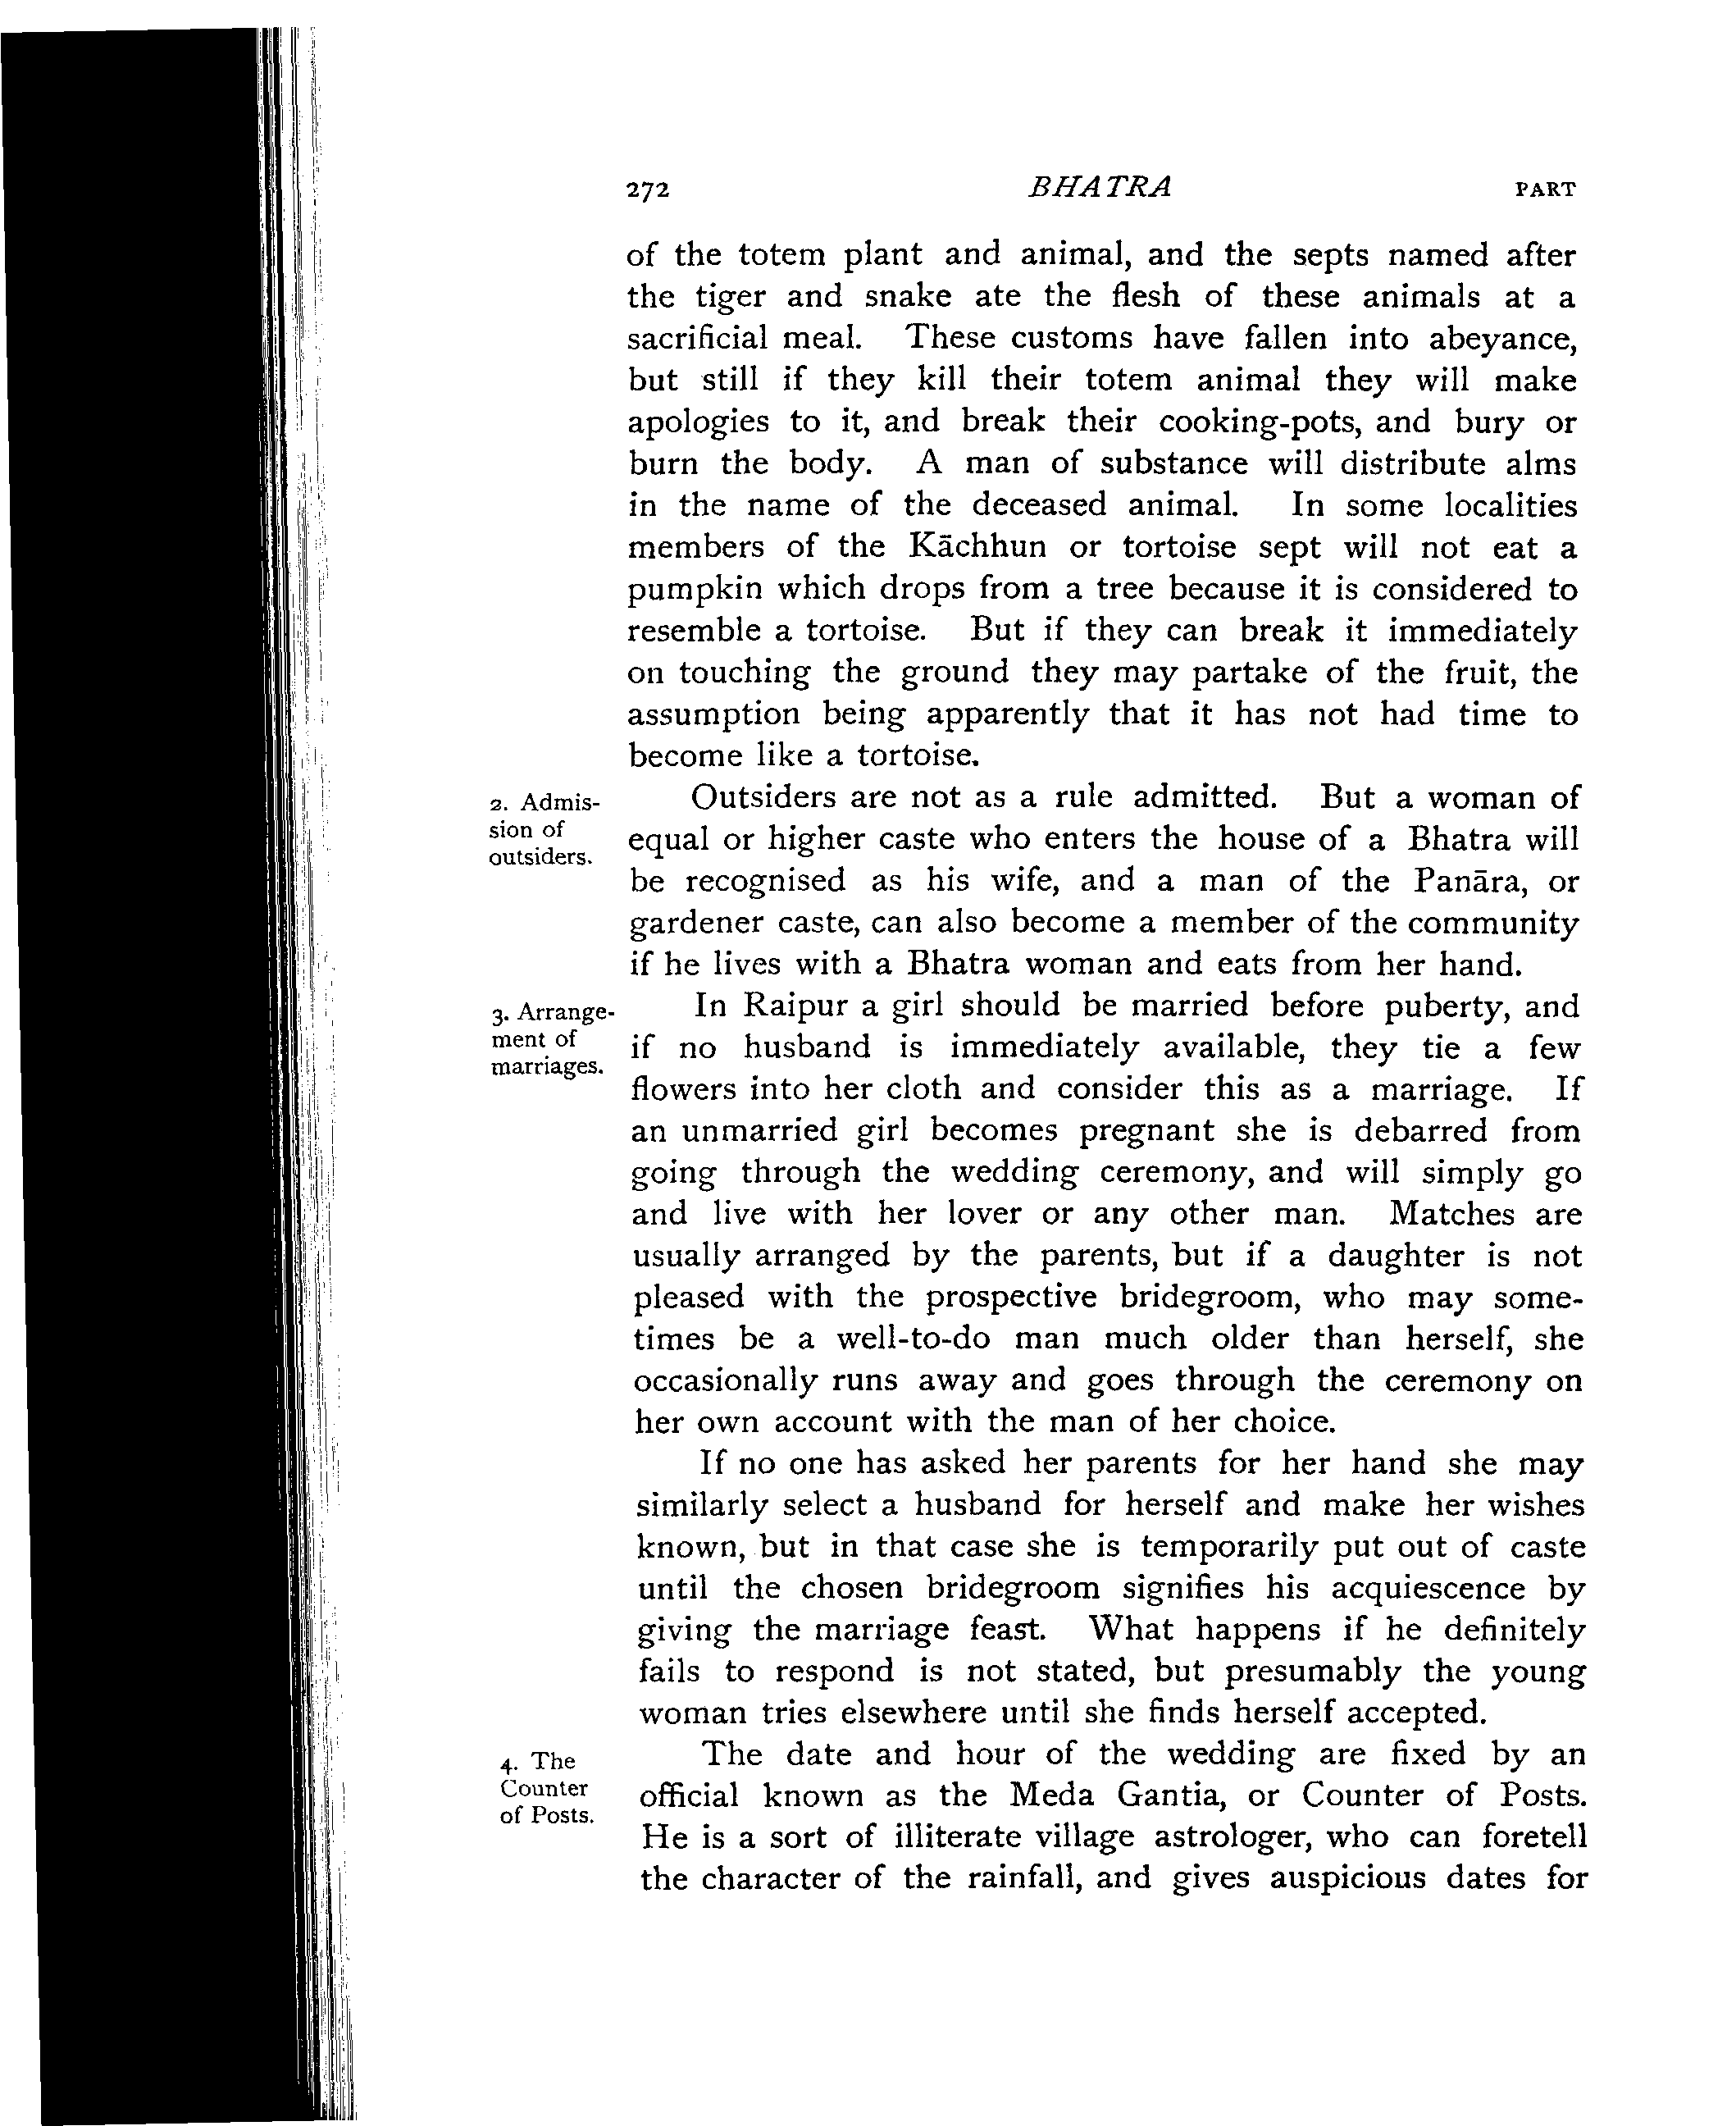 272 BHATRA PART
of the totem plant and animal, and the septs named after
the tiger and snake ate the flesh of these animals at a
sacrificial meal. These customs have fallen into abeyance,
but still if they kill their totem animal they will make
apologies to it, and break their cooking-pots, and bury or
burn the body. A man of substance will distribute alms
in the name of the deceased animal. In some localities
members of the Kāchhun or tortoise sept will not eat a
pumpkin which drops from a tree because it is considered to
resemble a tortoise. But if they can break it immediately
on touching the ground they may partake of the fruit, the
assumption being apparently that it has not had time to
become like a tortoise.
2. Admis-
sion of
outsiders.
Outsiders are not as a rule admitted. But a woman of
equal or higher caste who enters the house of a Bhatra will
be recognised as his wife, and a man of the Panāra, or
gardener caste, can also become a member of the community
if he lives with a Bhatra woman and eats from her hand.
3. Arrange-
ment of
marriages.
In Raipur a girl should be married before puberty, and
if no husband is immediately available, they tie a few
flowers into her cloth and consider this as a marriage. If
an unmarried girl becomes pregnant she is debarred from
going through the wedding ceremony, and will simply go
and live with her lover or any other man. Matches are
usually arranged by the parents, but if a daughter is not
pleased with the prospective bridegroom, who may some-
times be a well-to-do man much older than herself, she
occasionally runs away and goes through the ceremony on
her own account with the man of her choice.
If no one has asked her parents for her hand she may
similarly select a husband for herself and make her wishes
known, but in that case she is temporarily put out of caste
until the chosen bridegroom signifies his acquiescence by
giving the marriage feast. What happens if he definitely
fails to respond is not stated, but presumably the young
woman tries elsewhere until she finds herself accepted.
4. The
Counter
of Posts.
The date and hour of the wedding are fixed by an
official known as the Meda Gantia, or Counter of Posts.
He is a sort of illiterate village astrologer, who can foretell
the character of the rainfall, and gives auspicious dates for